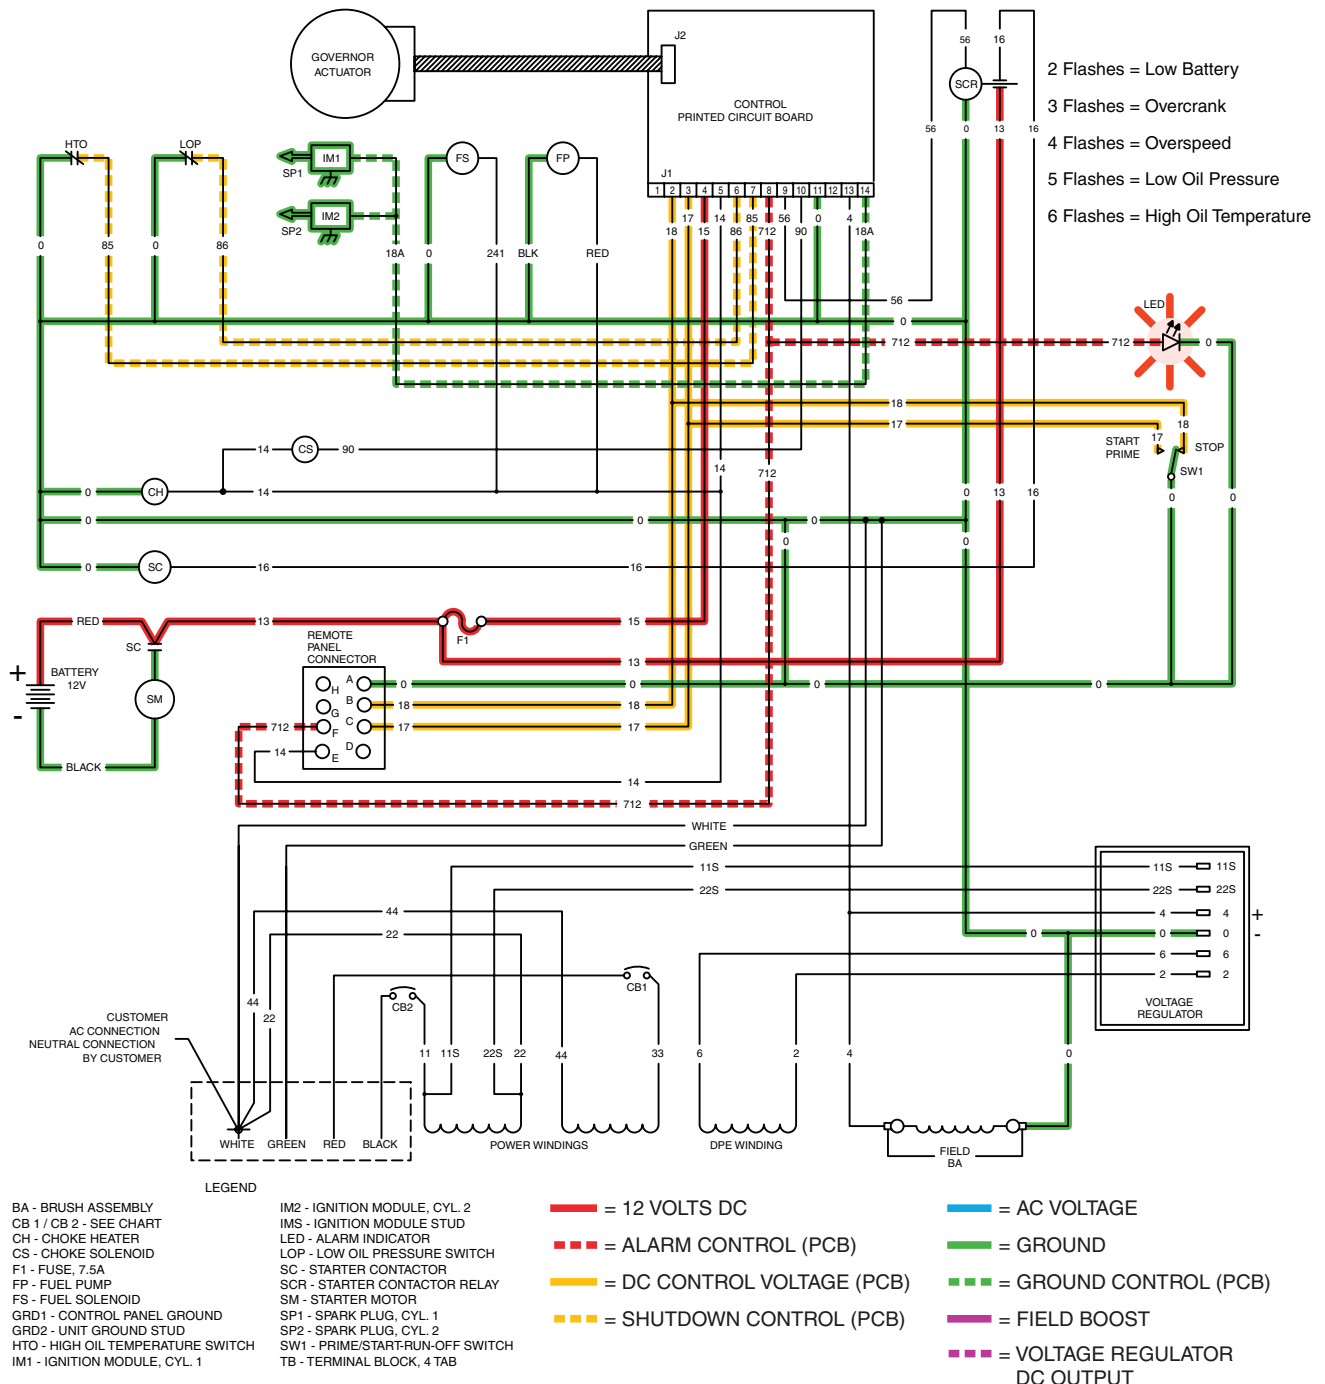 GOVERNOR
ACTUATOR
J2
CONTROL
PRINTED CIRCUIT BOARD
J1
1 2 3 4 5 6 7 8 9 10 11 12 13 14
17 14 85 56 0 4
18 15 86 712 90 18A
56 16
SCR
56 0 13 16
2 Flashes = Low Battery
3 Flashes = Overcrank
4 Flashes = Overspeed
5 Flashes = Low Oil Pressure
6 Flashes = High Oil Temperature
HTO
LOP
IM1
SP1
IM2
SP2
FS
FP
0 85 0 86 18A 0 241 BLK RED
56
0
LED
712 712 0
18
17
START
PRIME
17 18
STOP
SW1
14 CS 90
14
712
0 CH 14
0 13 16 0 0
0 0 0
0 0
0 SC 16 16
RED 13 F1 15
SC
13
+
BATTERY
12V
-
SM
BLACK
REMOTE
PANEL
CONNECTOR
H A 0 0 0 0
G B 18 18
712 F C 17 17
14 E D
14
712
WHITE
GREEN
11S 11S 11S
22S 22S 22S
44 4 4 +
22 0 0 0 -
6 6
2 2
VOLTAGE
REGULATOR
CB1
CB2
44
22
CUSTOMER
AC CONNECTION
NEUTRAL CONNECTION
BY CUSTOMER
11 11S 22S 22 44 33 6 2 4 0
WHITE GREEN RED BLACK
POWER WINDINGS
DPE WINDING
FIELD
BA
LEGEND
BA - BRUSH ASSEMBLY
CB 1 / CB 2 - SEE CHART
CH - CHOKE HEATER
CS - CHOKE SOLENOID
F1 - FUSE, 7.5A
FP - FUEL PUMP
FS - FUEL SOLENOID
GRD1 - CONTROL PANEL GROUND
GRD2 - UNIT GROUND STUD
HTO - HIGH OIL TEMPERATURE SWITCH
IM1 - IGNITION MODULE, CYL. 1
IM2 - IGNITION MODULE, CYL. 2
IMS - IGNITION MODULE STUD
LED - ALARM INDICATOR
LOP - LOW OIL PRESSURE SWITCH
SC - STARTER CONTACTOR
SCR - STARTER CONTACTOR RELAY
SM - STARTER MOTOR
SP1 - SPARK PLUG, CYL. 1
SP2 - SPARK PLUG, CYL. 2
SW1 - PRIME/START-RUN-OFF SWITCH
TB - TERMINAL BLOCK, 4 TAB
= 12 VOLTS DC
= ALARM CONTROL (PCB)
= DC CONTROL VOLTAGE (PCB)
= SHUTDOWN CONTROL (PCB)
= AC VOLTAGE
= GROUND
= GROUND CONTROL (PCB)
= FIELD BOOST
= VOLTAGE REGULATOR
DC OUTPUT